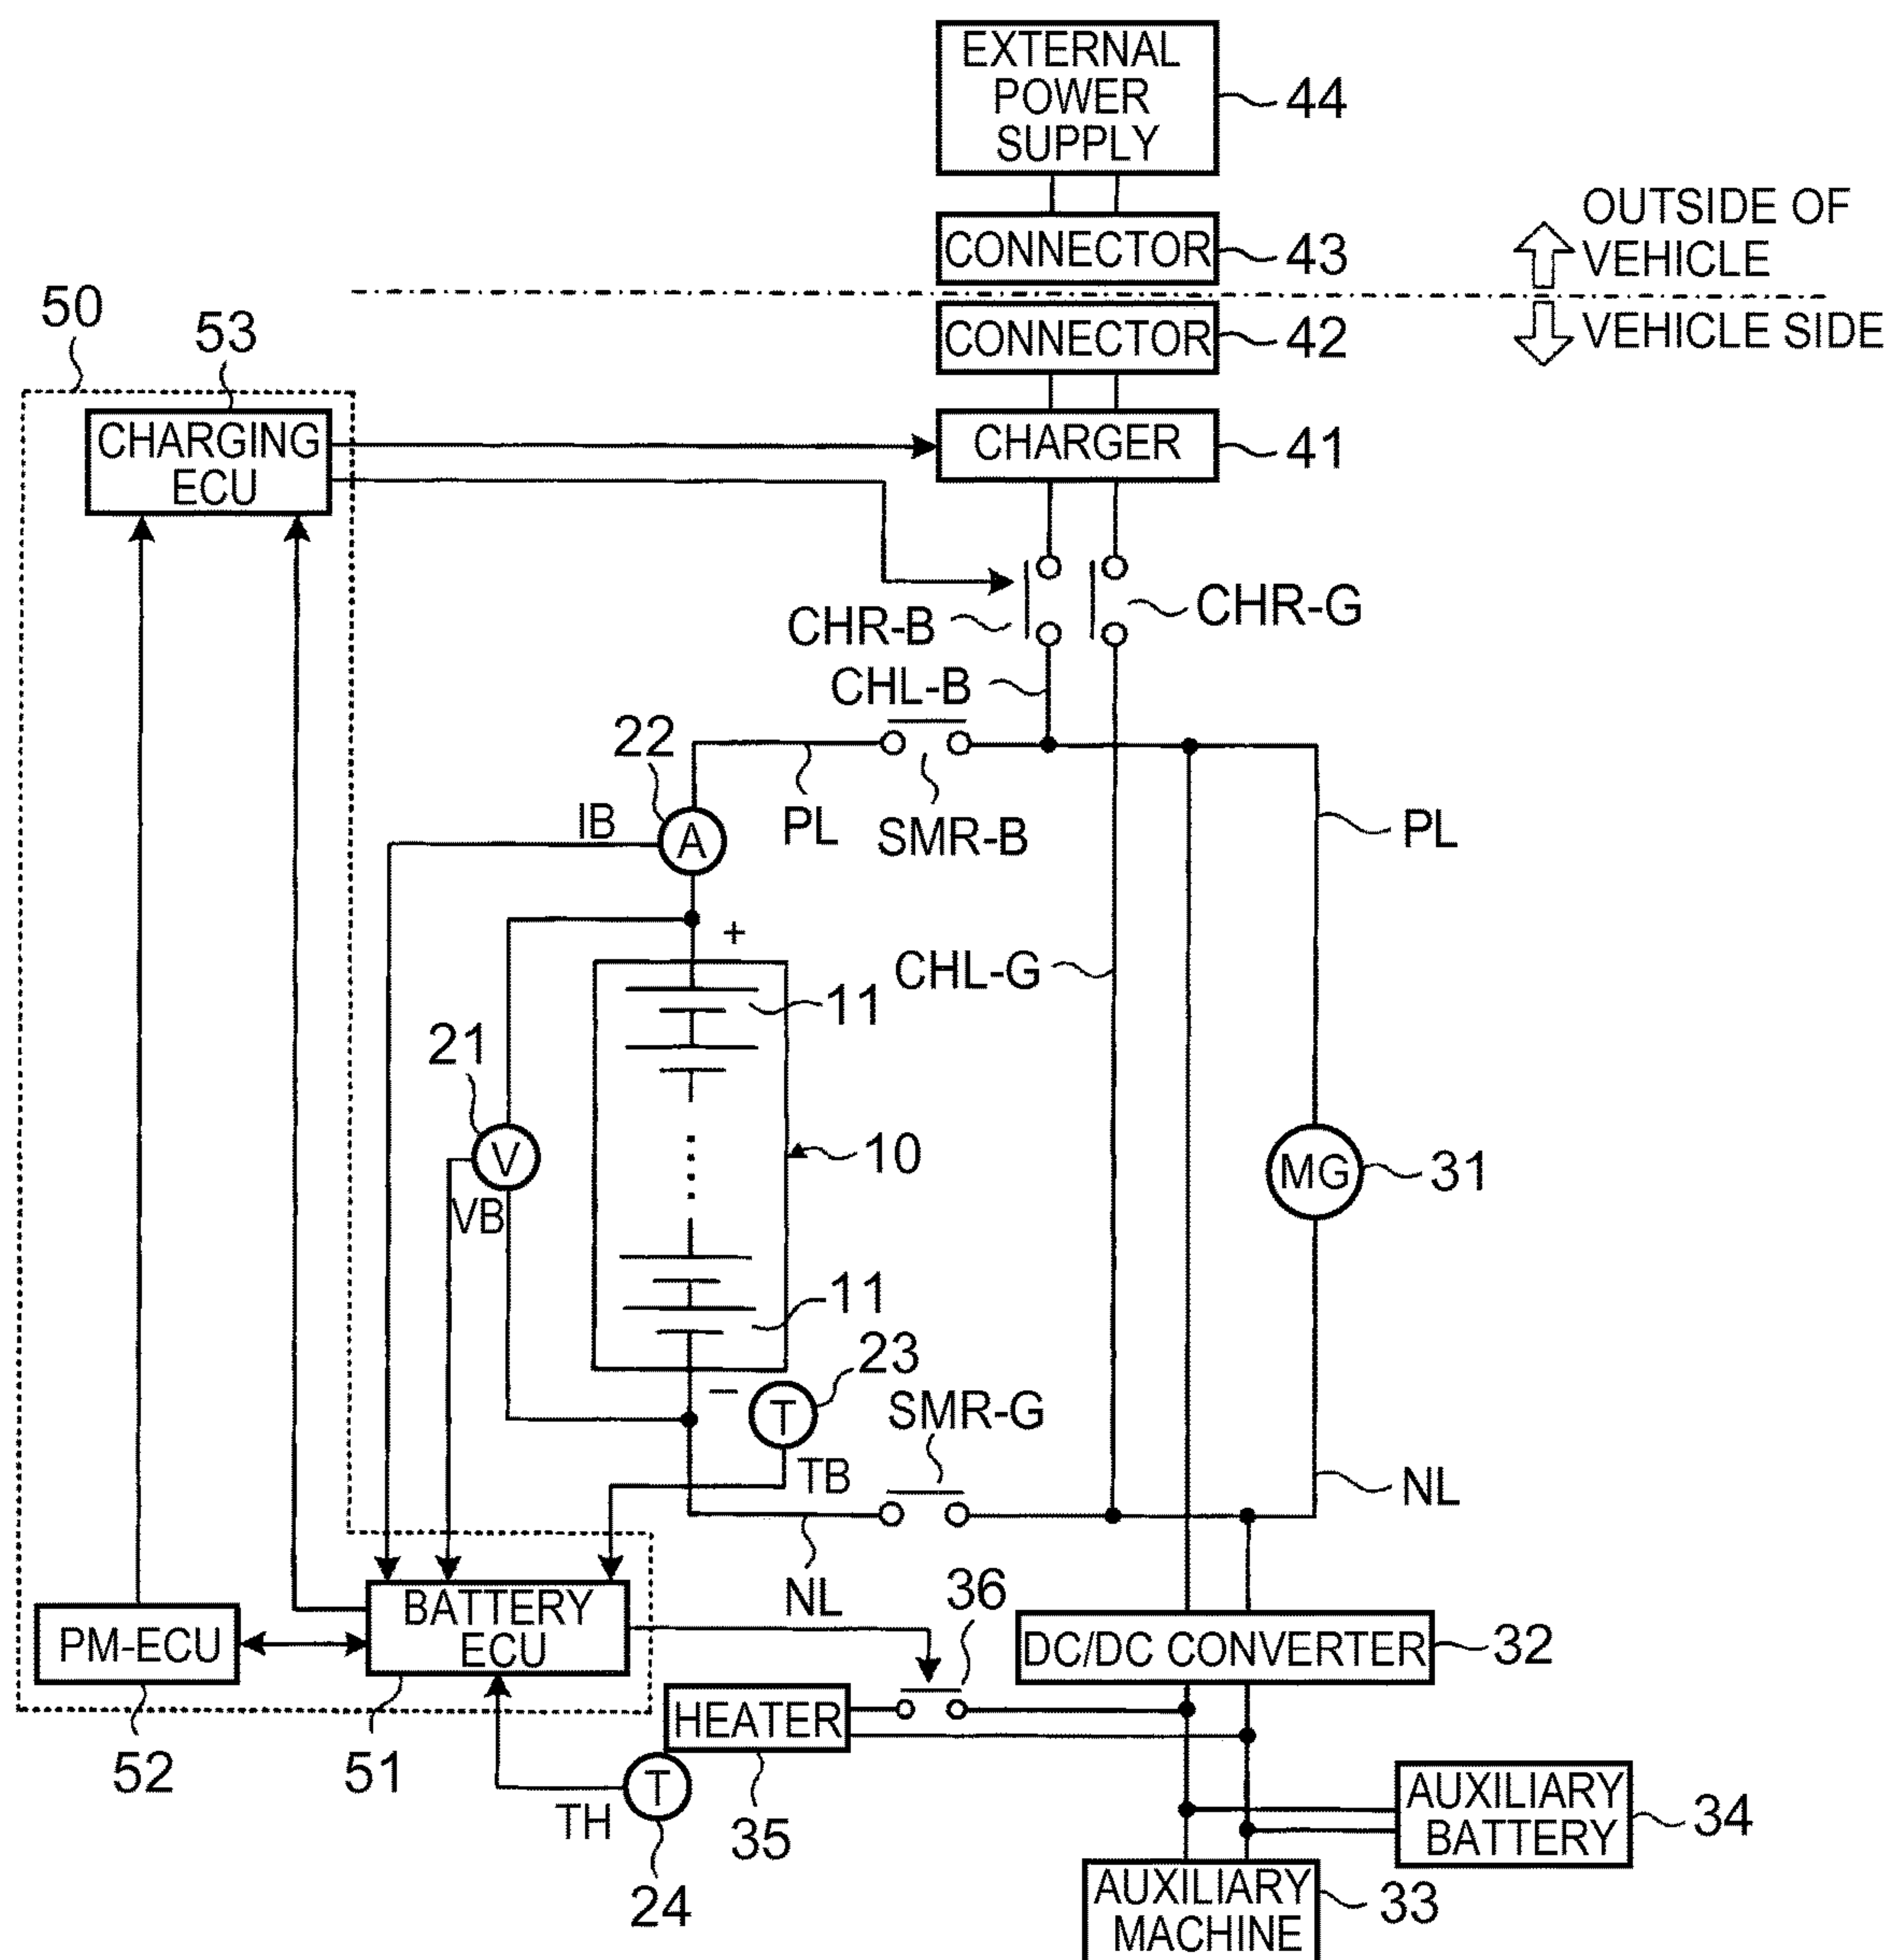 EXTERNAL
POWER
SUPPLY
44
OUTSIDE OF
VEHICLE
CONNECTOR
43
CONNECTOR
42
VEHICLE SIDE
50
53
CHARGING
ECU
CHARGER
41
CHR-B
CHR-G
CHL-B
22
IB
A
PL
SMR-B
PL
+
CHL-G
11
21
V
VB
10
MG
31
11
23
−
T
SMR-G
TB
NL
NL
36
BATTERY
ECU
PM-ECU
DC/DC CONVERTER
32
HEATER
52
51
T
TH
35
24
AUXILIARY
BATTERY
34
AUXILIARY
MACHINE
33